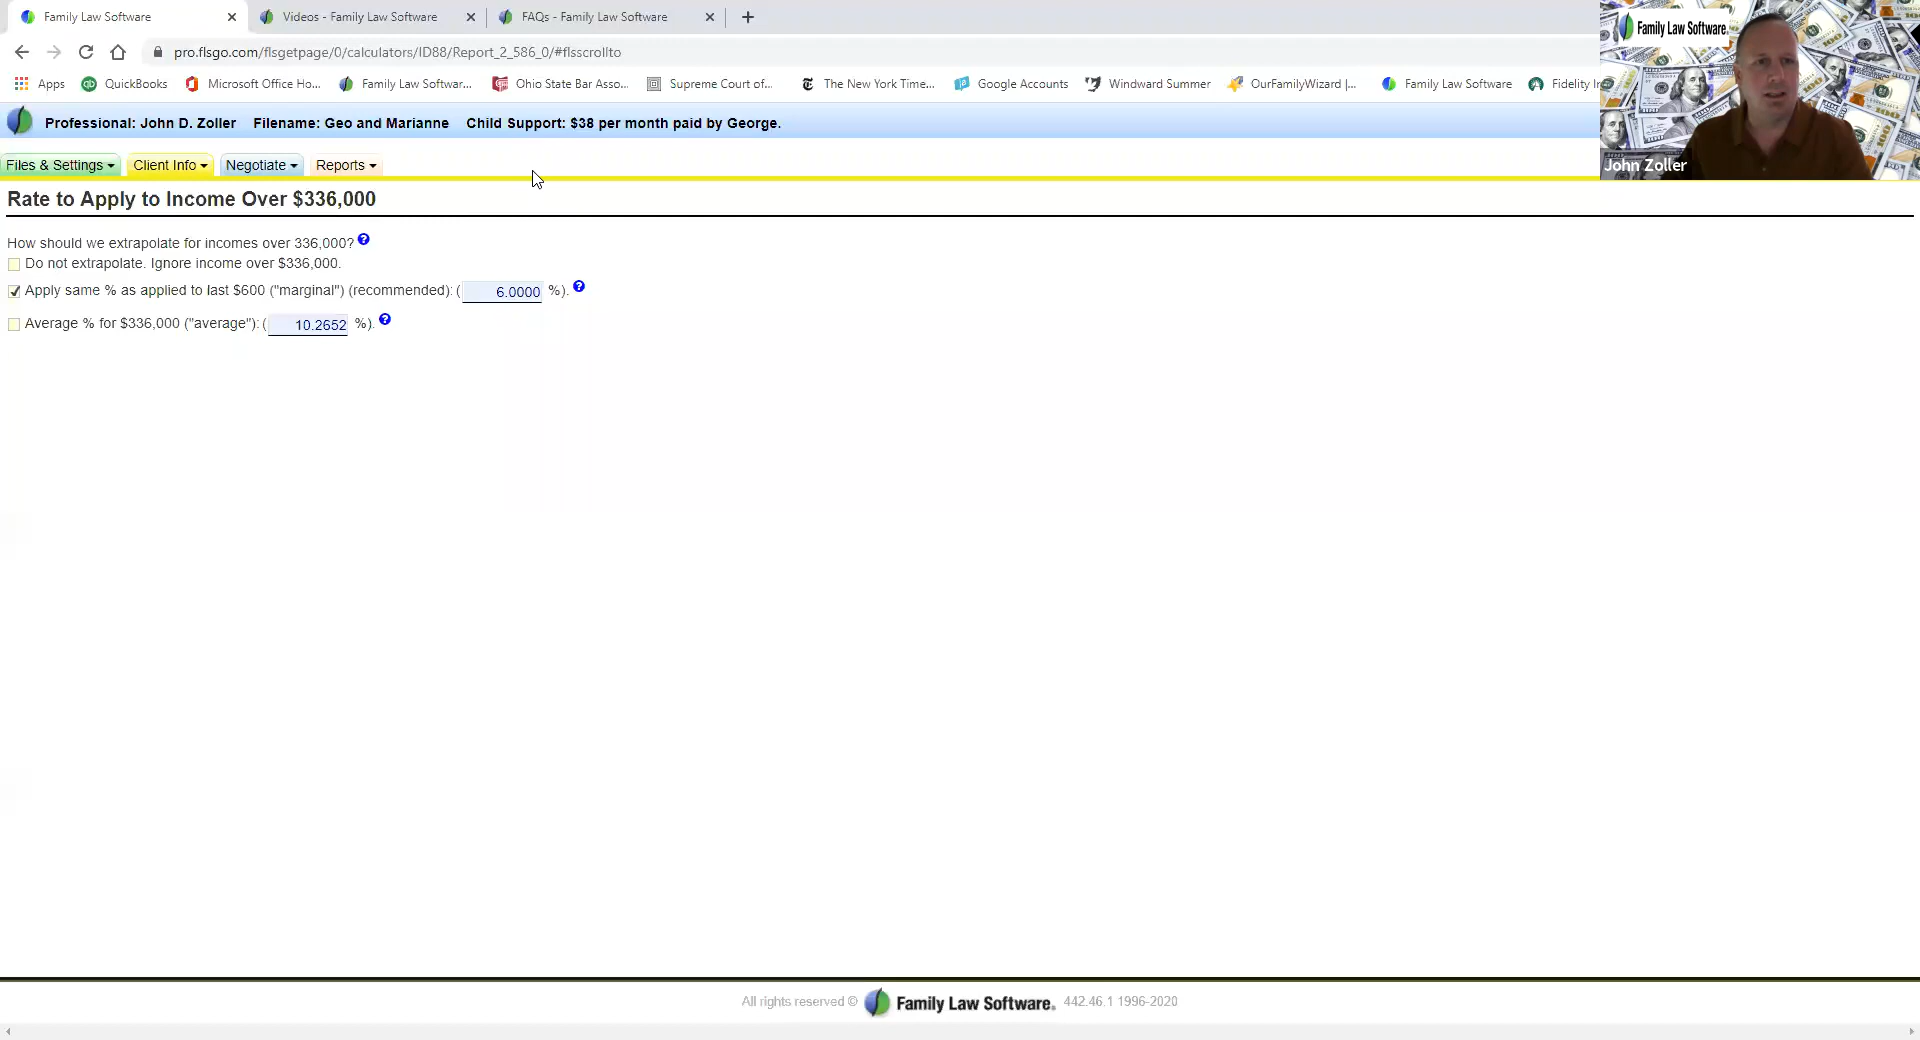 Family Law Software
Videos - Family Law Software
FAQs - Family Law Software
pro.flsgo.com/flsgetpage/0/calculators/ID88/Report_2_586_0/#flsscrollto
Apps QuickBooks Microsoft Office Ho... Family Law Softwar... Ohio State Bar Asso... Supreme Court of... The New York Time... Google Accounts Windward Summer OurFamilyWizard |... Family Law Software Fidelity In
Family Law Software.
John Zoller
Professional: John D. Zoller Filename: Geo and Marianne Child Support: $38 per month paid by George.
Files & Settings Client Info Negotiate Reports
Rate to Apply to Income Over $336,000
How should we extrapolate for incomes over 336,000?
Do not extrapolate. Ignore income over $336,000.
Apply same % as applied to last $600 ("marginal") (recommended): ( 6.0000 %).
Average % for $336,000 ("average"): ( 10.2652 %).
All rights reserved © Family Law Software. 442.46.1 1996-2020